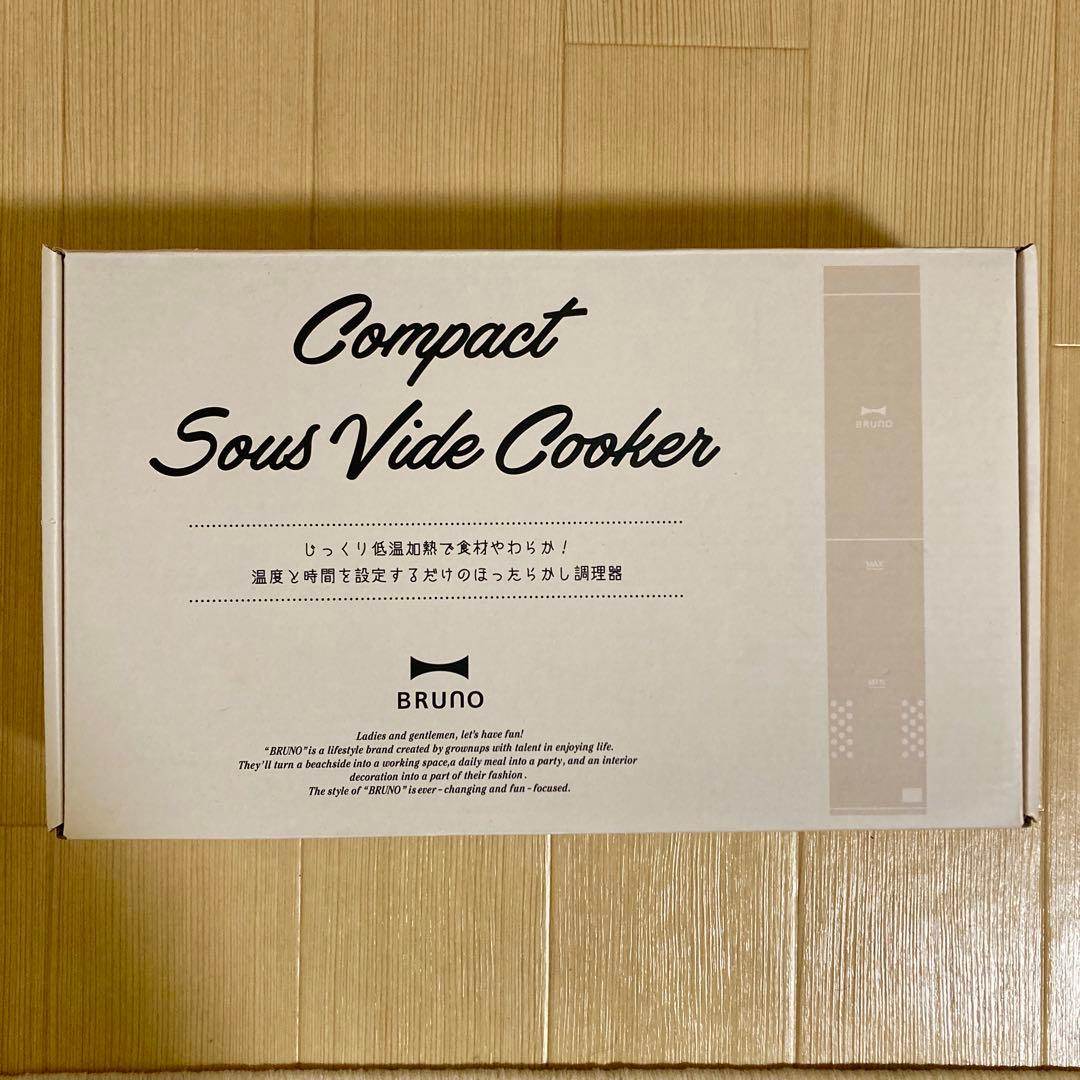 Compact
Sous Vide Cooker
じっくり低温加熱で食材やわらか!
温度と時間を設定するだけのほったらかし調理器
BRUNO
Ladies and gentlemen, let's have fun!
"BRUNO" is a lifestyle brand created by grownups with talent in enjoying life.
They'll turn a beachside into a working space,a daily meal into a party, and an interior
decoration into a part of their fashion.
The style of "BRUNO" is ever-changing and fun-focused.
BRUNO
MAX